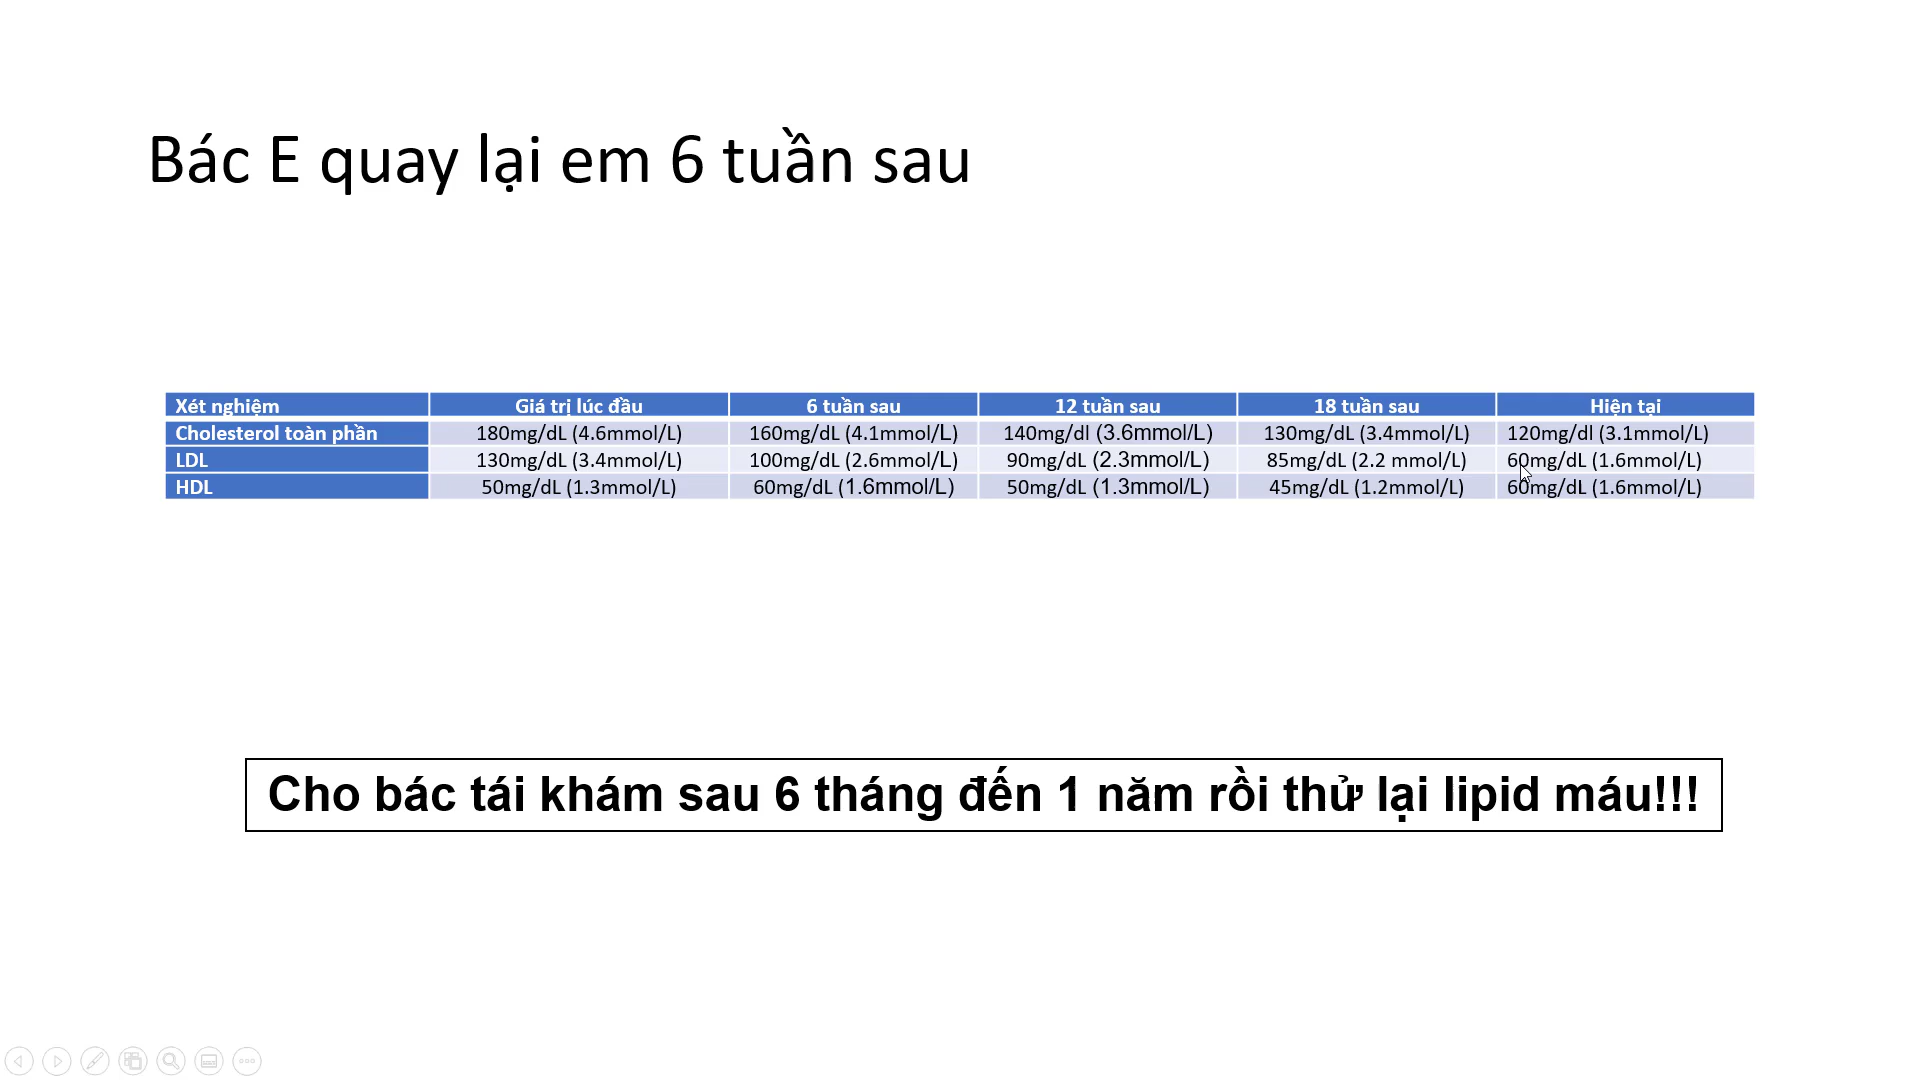 Bác E quay lại em 6 tuần sau
Xét nghiệm Giá trị lúc đầu 6 tuần sau 12 tuần sau 18 tuần sau Hiện tại
Cholesterol toàn phần 180mg/dL (4.6mmol/L) 160mg/dL (4.1mmol/L) 140mg/dl (3.6mmol/L) 130mg/dL (3.4mmol/L) 120mg/dl (3.1mmol/L)
LDL 130mg/dL (3.4mmol/L) 100mg/dL (2.6mmol/L) 90mg/dL (2.3mmol/L) 85mg/dL (2.2 mmol/L) 60mg/dL (1.6mmol/L)
HDL 50mg/dL (1.3mmol/L) 60mg/dL (1.6mmol/L) 50mg/dL (1.3mmol/L) 45mg/dL (1.2mmol/L) 60mg/dL (1.6mmol/L)
Cho bác tái khám sau 6 tháng đến 1 năm rồi thử lại lipid máu!!!